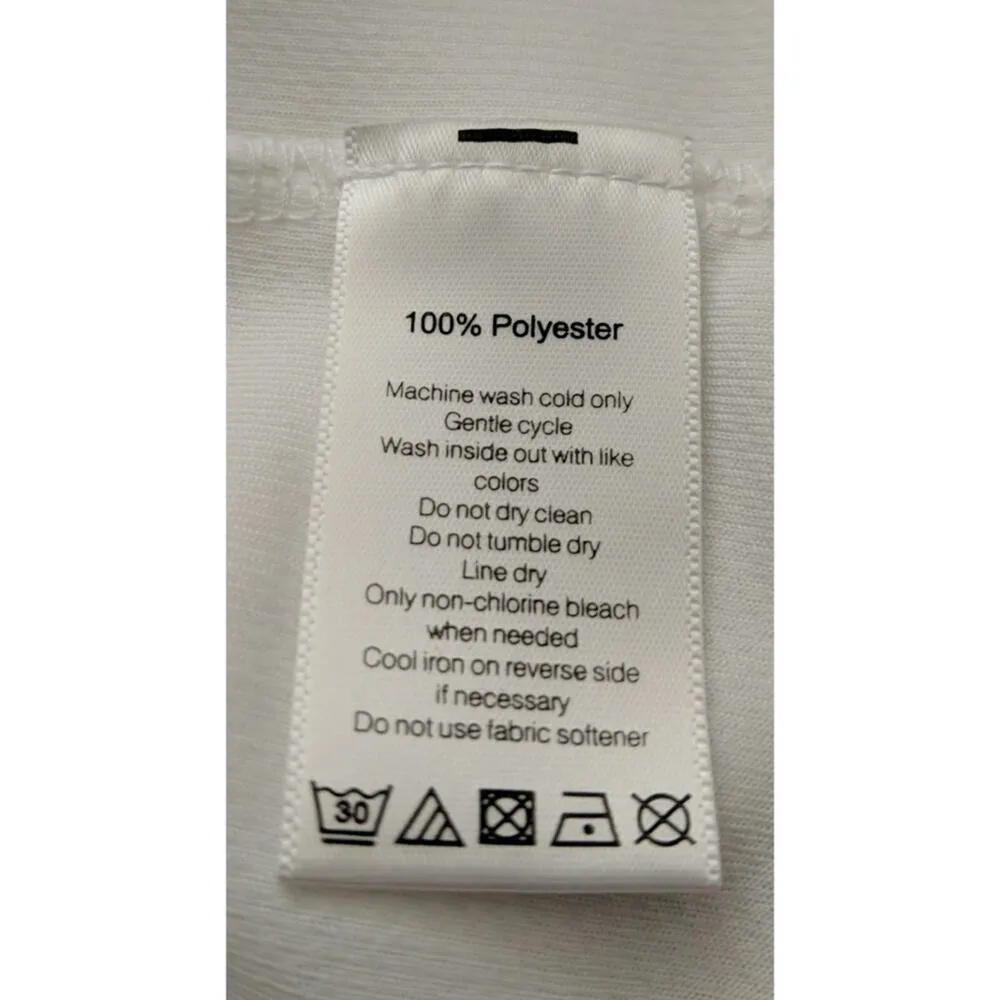 100% Polyester
Machine wash cold only
Gentle cycle
Wash inside out with like
colors
Do not dry clean
Do not tumble dry
Line dry
Only non-chlorine bleach
when needed
Cool iron on reverse side
if necessary
Do not use fabric softener
30